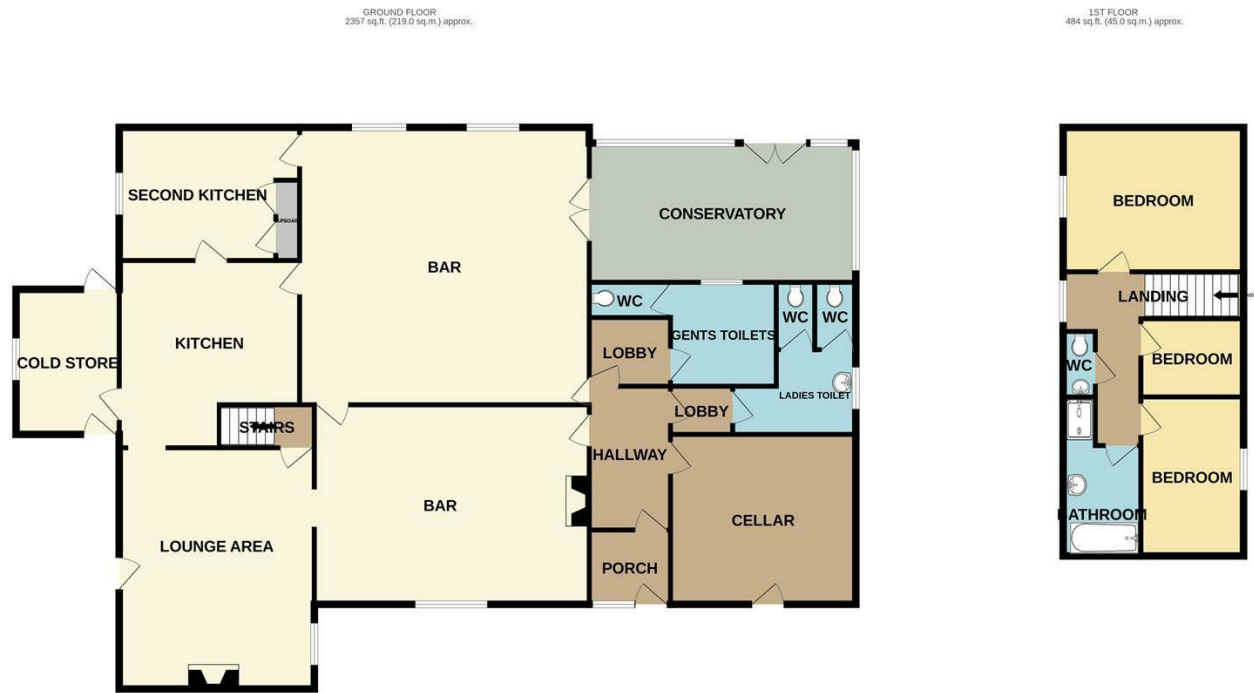 GROUND FLOOR
2357 sq.ft. (219.0 sq.m.) approx.
SECOND KITCHEN
BAR
CONSERVATORY
WC
GENTS TOILETS
WC
WC
LOBBY
KITCHEN
COLD STORE
LADIES TOILET
LOBBY
STAIRS
HALLWAY
BAR
CELLAR
LOUNGE AREA
PORCH
1ST FLOOR
484 sq.ft. (45.0 sq.m.) approx.
BEDROOM
LANDING
BEDROOM
WC
BEDROOM
BATHROOM